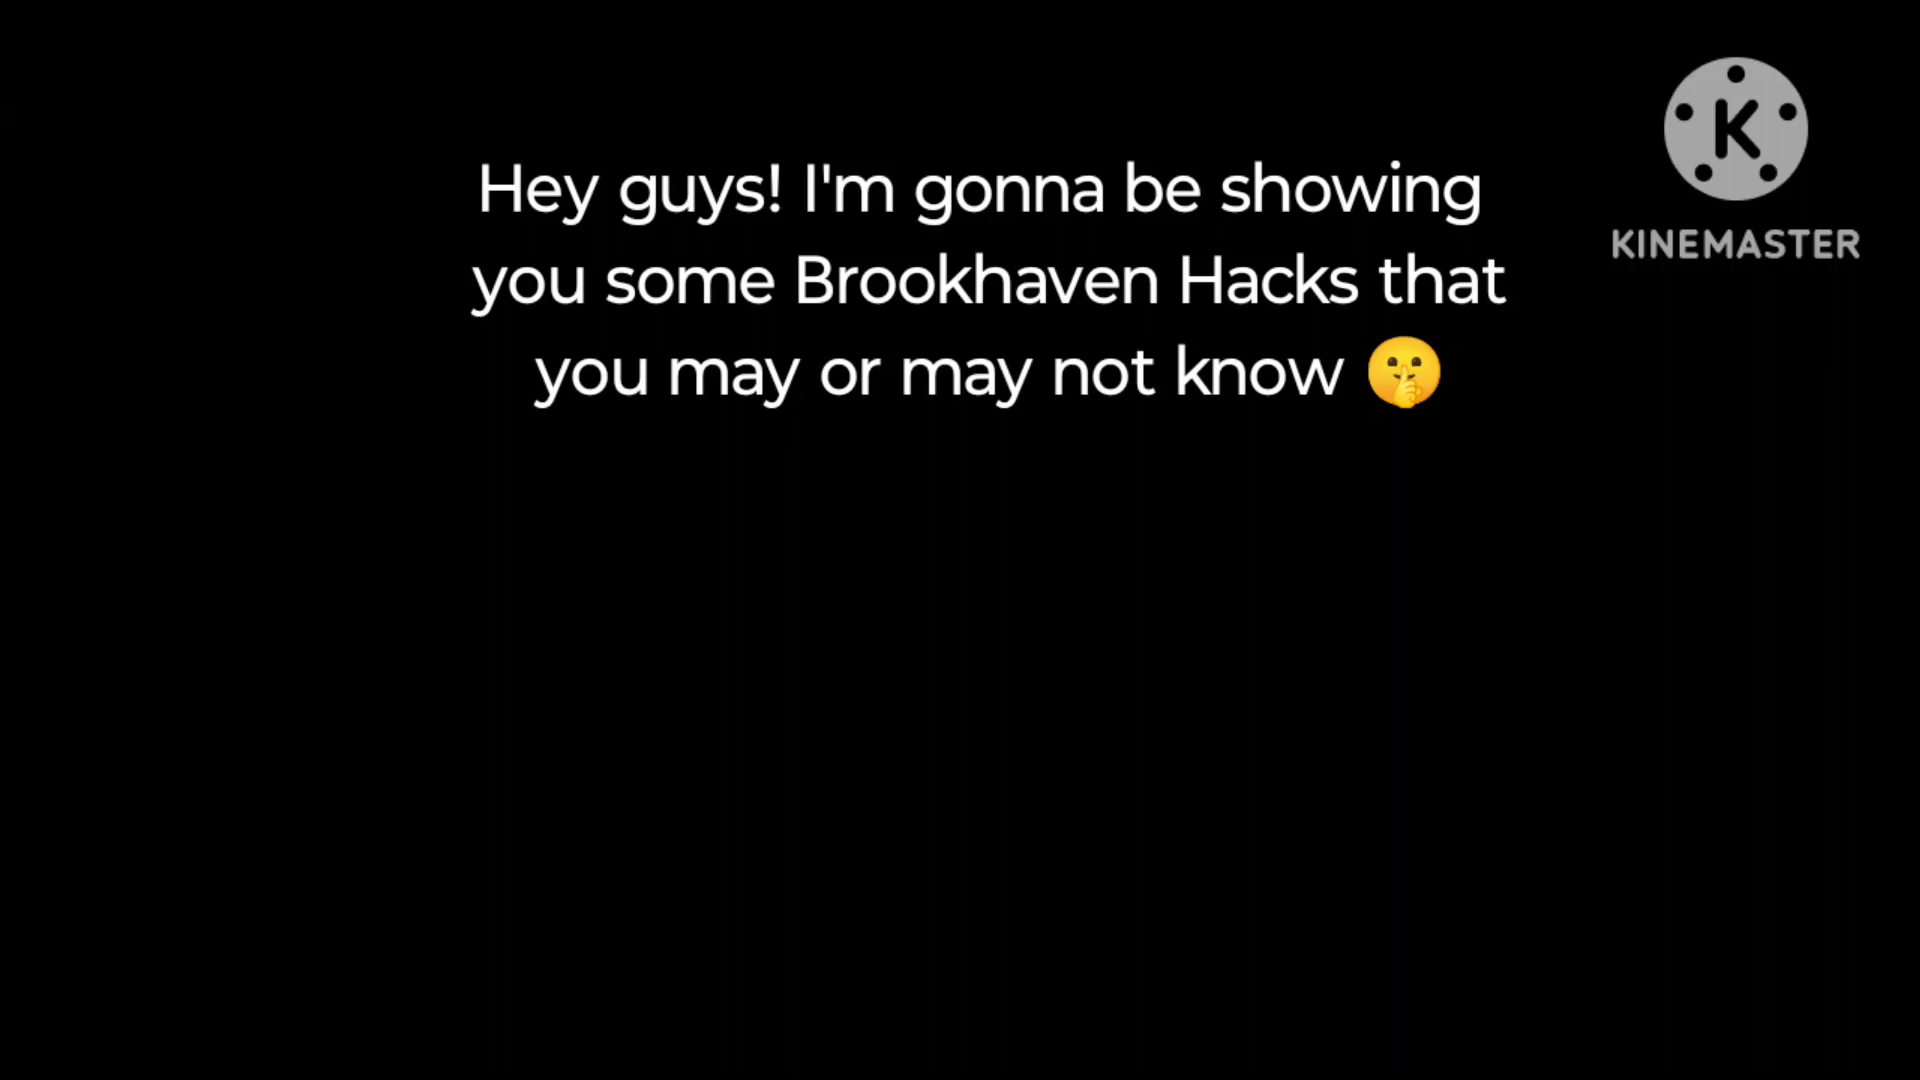 Hey guys! I'm gonna be showing
you some Brookhaven Hacks that
you may or may not know 🤫
K
KINEMASTER